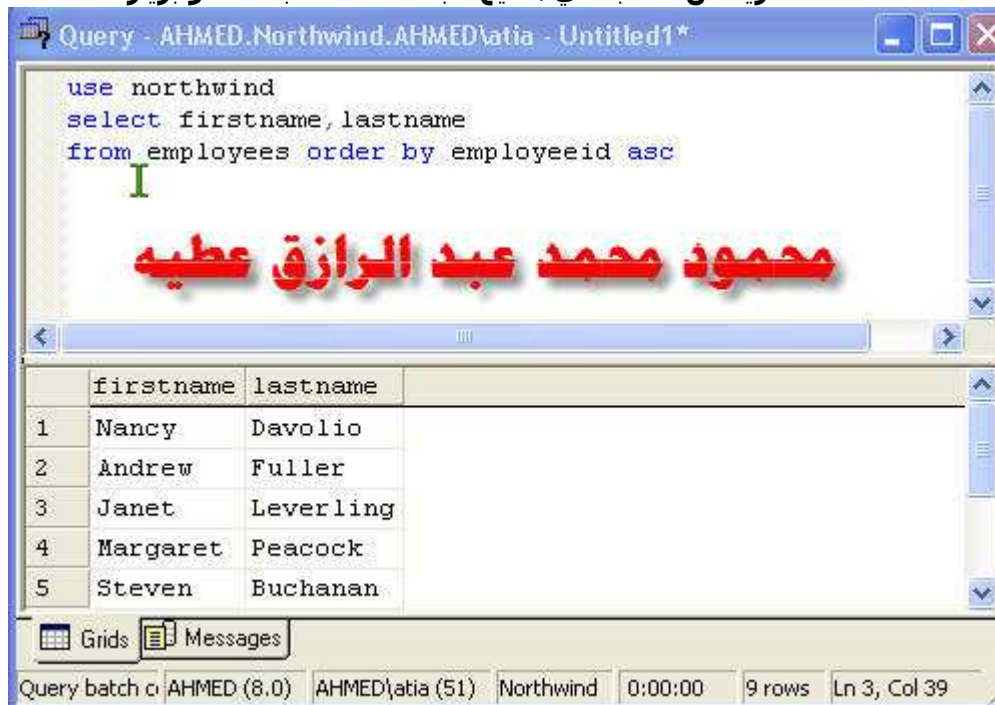 Query - AHMED.Northwind.AHMED\atia - Untitled1*
use northwind
select firstname,lastname
from employees order by employeeid asc
محمود محمد عبد الرازق عطيه
firstname lastname
1 Nancy Davolio
2 Andrew Fuller
3 Janet Leverling
4 Margaret Peacock
5 Steven Buchanan
Grids Messages
Query batch AHMED (8.0) AHMED\atia (51) Northwind 0:00:00 9 rows Ln 3, Col 39